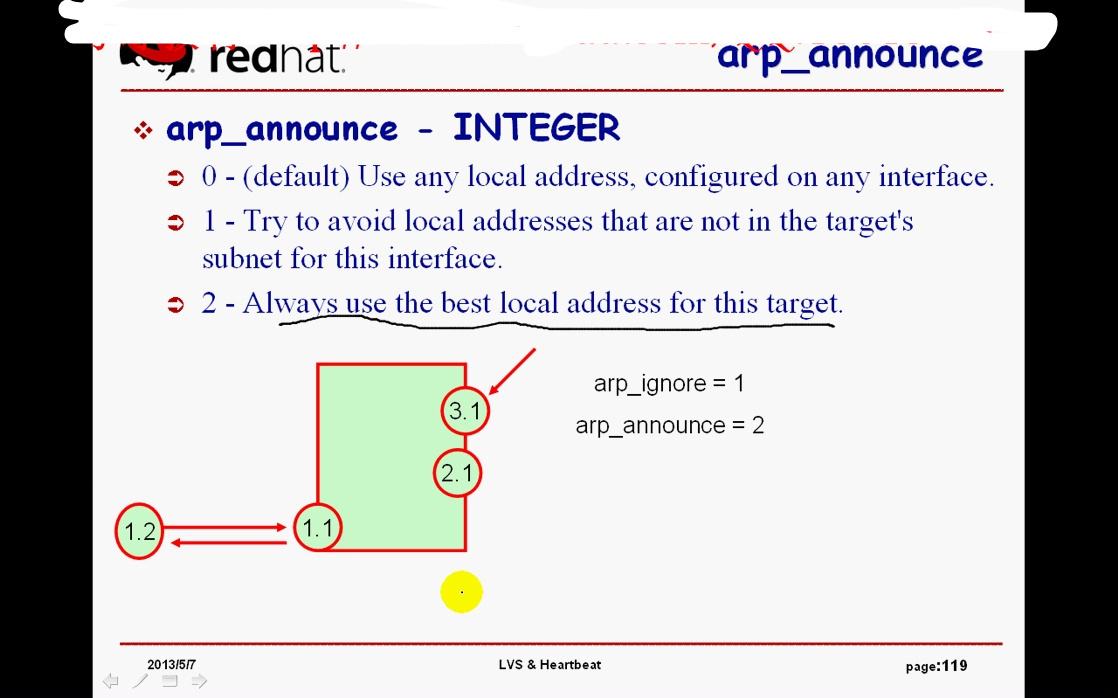 redhat.
arp_announce
arp_announce - INTEGER
0 - (default) Use any local address, configured on any interface.
1 - Try to avoid local addresses that are not in the target's
subnet for this interface.
2 - Always use the best local address for this target.
3.1
arp_ignore = 1
arp_announce = 2
2.1
1.2
1.1
2013/5/7
LVS & Heartbeat
page:119